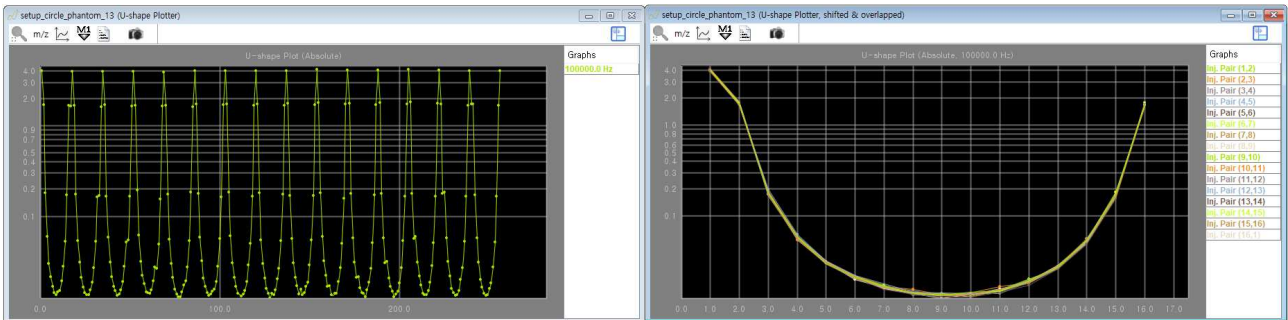 setup_circle_phantom_13 (U-shape Plotter)
m/z M1
Graphs
U-shape Plot (Absolute)
100000.0 Hz
4.0
3.0
2.0
0.9
0.7
0.5
0.4
0.3
0.2
0.1
0.0 100.0 200.0
setup_circle_phantom_13 (U-shape Plotter, shifted & overlapped)
m/z M1
Graphs
U-shape Plot (Absolute: 100000.0 Hz)
Inj. Pair (1,2)
Inj. Pair (2,3)
Inj. Pair (3,4)
Inj. Pair (4,5)
Inj. Pair (5,6)
Inj. Pair (6,7)
Inj. Pair (7,8)
Inj. Pair (8,9)
Inj. Pair (9,10)
Inj. Pair (10,11)
Inj. Pair (11,12)
Inj. Pair (12,13)
Inj. Pair (13,14)
Inj. Pair (14,15)
Inj. Pair (15,16)
Inj. Pair (16,1)
4.0
3.0
2.0
1.0
0.8
0.6
0.5
0.4
0.3
0.2
0.1
0.0 1.0 2.0 3.0 4.0 5.0 6.0 7.0 8.0 9.0 10.0 11.0 12.0 13.0 14.0 15.0 16.0 17.0